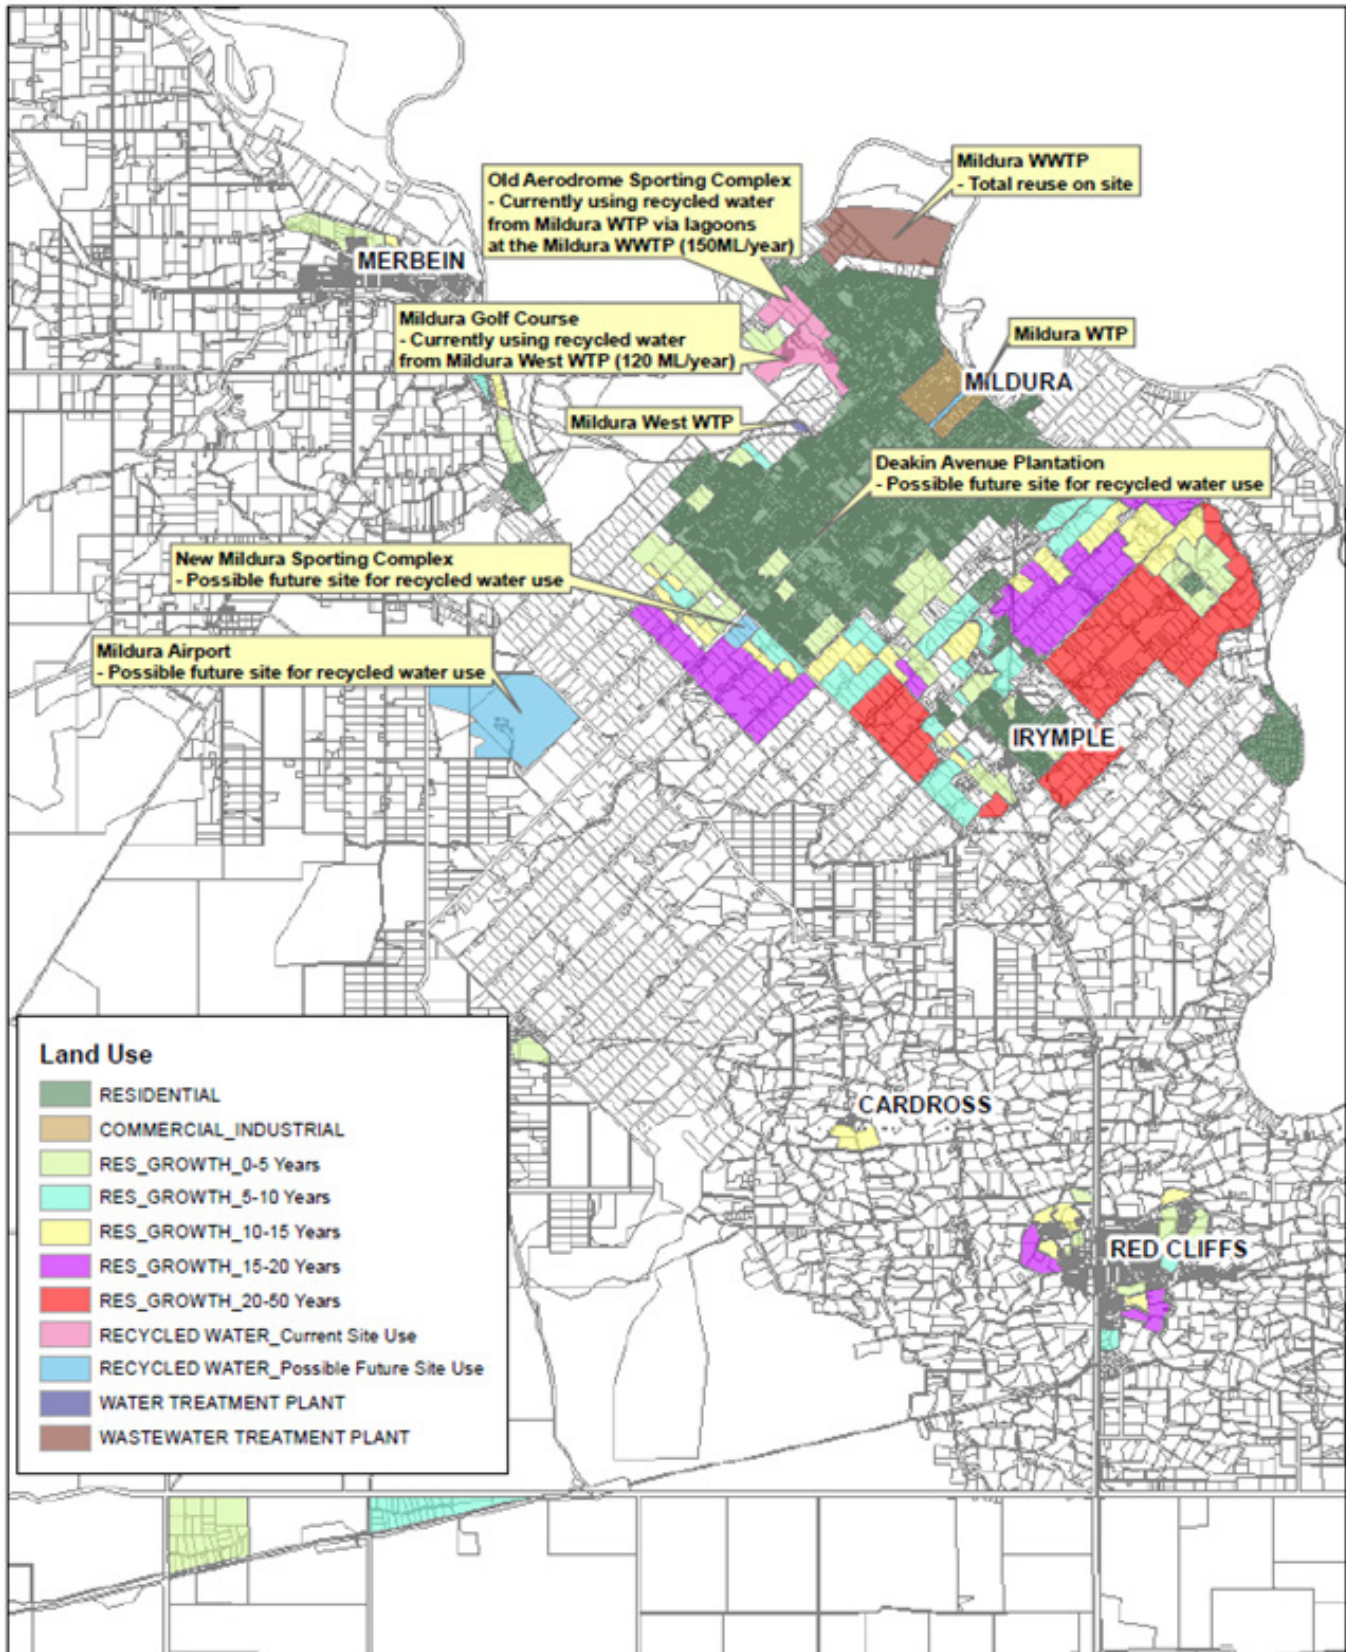 Mildura WWTP
- Total reuse on site
Old Aerodrome Sporting Complex
- Currently using recycled water
from Mildura WTP via lagoons
at the Mildura WWTP (150ML/year)
MERBEIN
Mildura Golf Course
- Currently using recycled water
from Mildura West WTP (120 ML/year)
Mildura WTP
MILDURA
Mildura West WTP
Deakin Avenue Plantation
- Possible future site for recycled water use
New Mildura Sporting Complex
- Possible future site for recycled water use
Mildura Airport
- Possible future site for recycled water use
IRYMPLE
CARDROSS
RED CLIFFS
Land Use
RESIDENTIAL
COMMERCIAL_INDUSTRIAL
RES_GROWTH_0-5 Years
RES_GROWTH_5-10 Years
RES_GROWTH_10-15 Years
RES_GROWTH_15-20 Years
RES_GROWTH_20-50 Years
RECYCLED WATER_Current Site Use
RECYCLED WATER_Possible Future Site Use
WATER TREATMENT PLANT
WASTEWATER TREATMENT PLANT